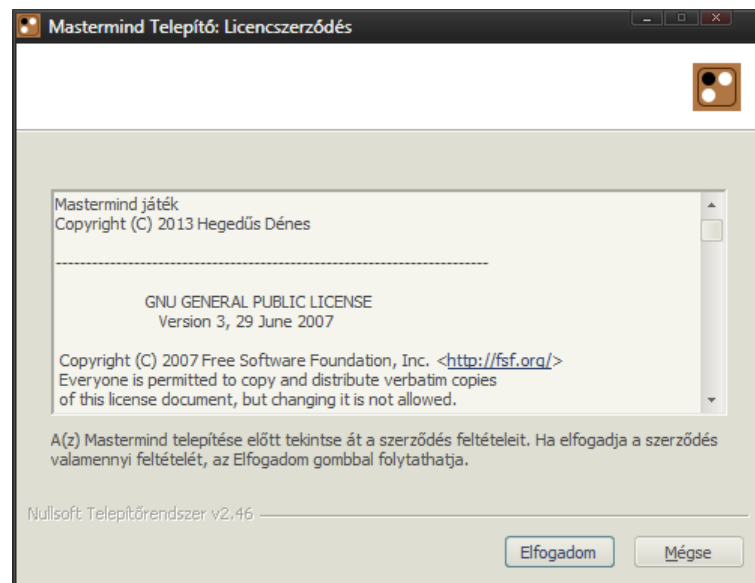 Mastermind Telepítő: Licencszerződés
Mastermind játék
Copyright (C) 2013 Hegedűs Dénes
------------------------------------------------------------------------
GNU GENERAL PUBLIC LICENSE
Version 3, 29 June 2007
Copyright (C) 2007 Free Software Foundation, Inc. <http://fsf.org/>
Everyone is permitted to copy and distribute verbatim copies
of this license document, but changing it is not allowed.
A(z) Mastermind telepítése előtt tekintse át a szerződés feltételeit. Ha elfogadja a szerződés
valamennyi feltételét, az Elfogadom gombbal folytathatja.
Nullsoft Telepítőrendszer v2.46
Elfogadom Mégse